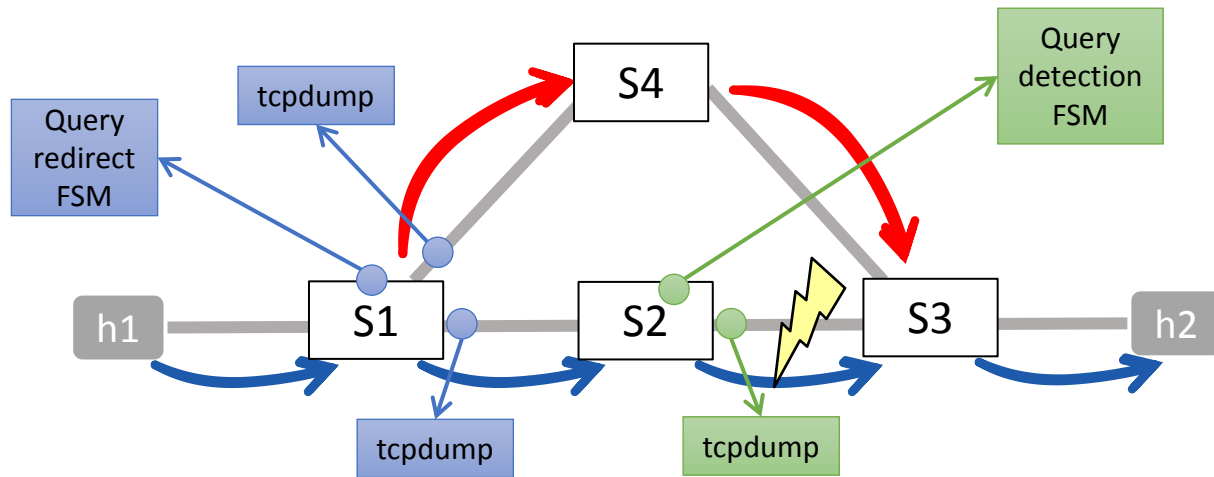 S4
Query
detection
FSM
tcpdump
Query
redirect
FSM
h1
S1
S2
S3
h2
tcpdump
tcpdump